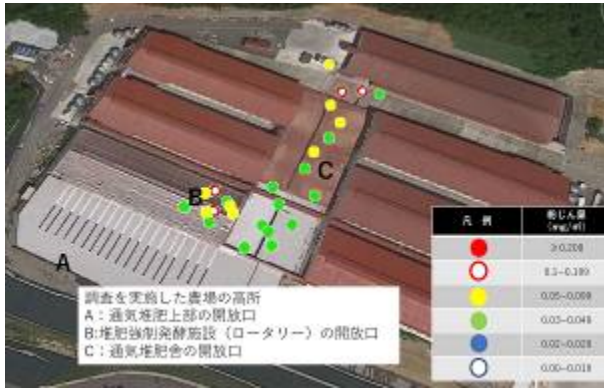 C
B
A
凡 例 粉じん量
(mg/㎥)
≥0.200
0.1-0.199
0.05-0.099
0.03-0.049
0.02-0.029
0.00-0.019
調査を実施した農場の高所
A：通気堆肥上部の開放口
B:堆肥強制発酵施設（ロータリー）の開放口
C：通気堆肥舎の開放口